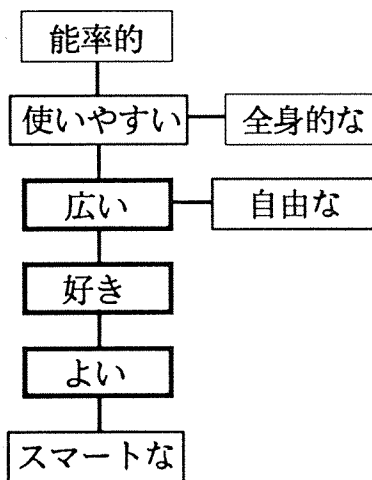 能率的
使いやすい
全身的な
広い
自由な
好き
よい
スマートな